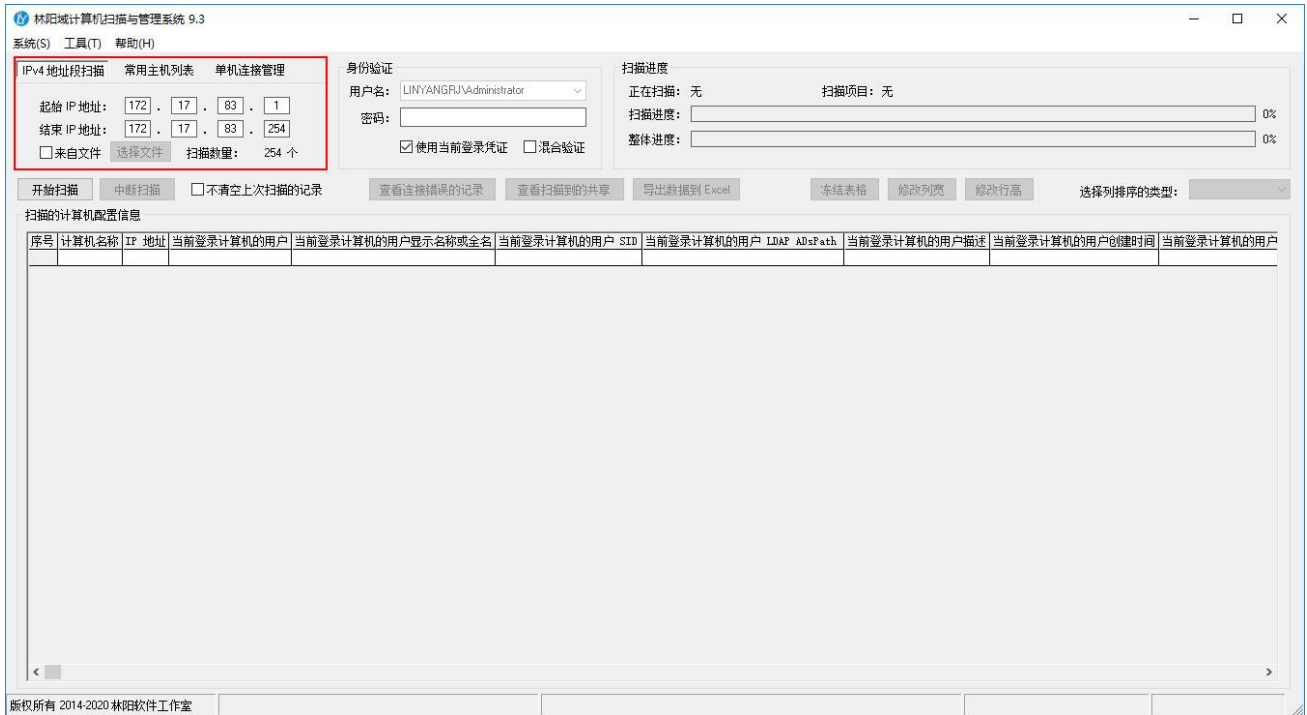 林阳域计算机扫描与管理系统 9.3
系统(S) 工具(T) 帮助(H)
IPv4 地址段扫描 常用主机列表 单机连接管理
起始 IP 地址: 172 . 17 . 83 . 1
结束 IP 地址: 172 . 17 . 83 . 254
来自文件 选择文件 扫描数量: 254 个
身份验证
用户名: LINYANGRJ\Administrator
密码:
使用当前登录凭证 混合验证
扫描进度
正在扫描: 无 扫描项目: 无
扫描进度: 0%
整体进度: 0%
开始扫描 中断扫描 不清空上次扫描的记录 查看连接错误的记录 查看扫描到的共享 导出数据到 Excel 冻结表格 修改列宽 修改行高 选择列排序的类型:
扫描的计算机配置信息
序号 计算机名称 IP 地址 当前登录计算机的用户 当前登录计算机的用户显示名称或全名 当前登录计算机的用户 SID 当前登录计算机的用户 LDAP ADsPath 当前登录计算机的用户描述 当前登录计算机的用户创建时间 当前登录计算机的用户
版权所有 2014-2020 林阳软件工作室